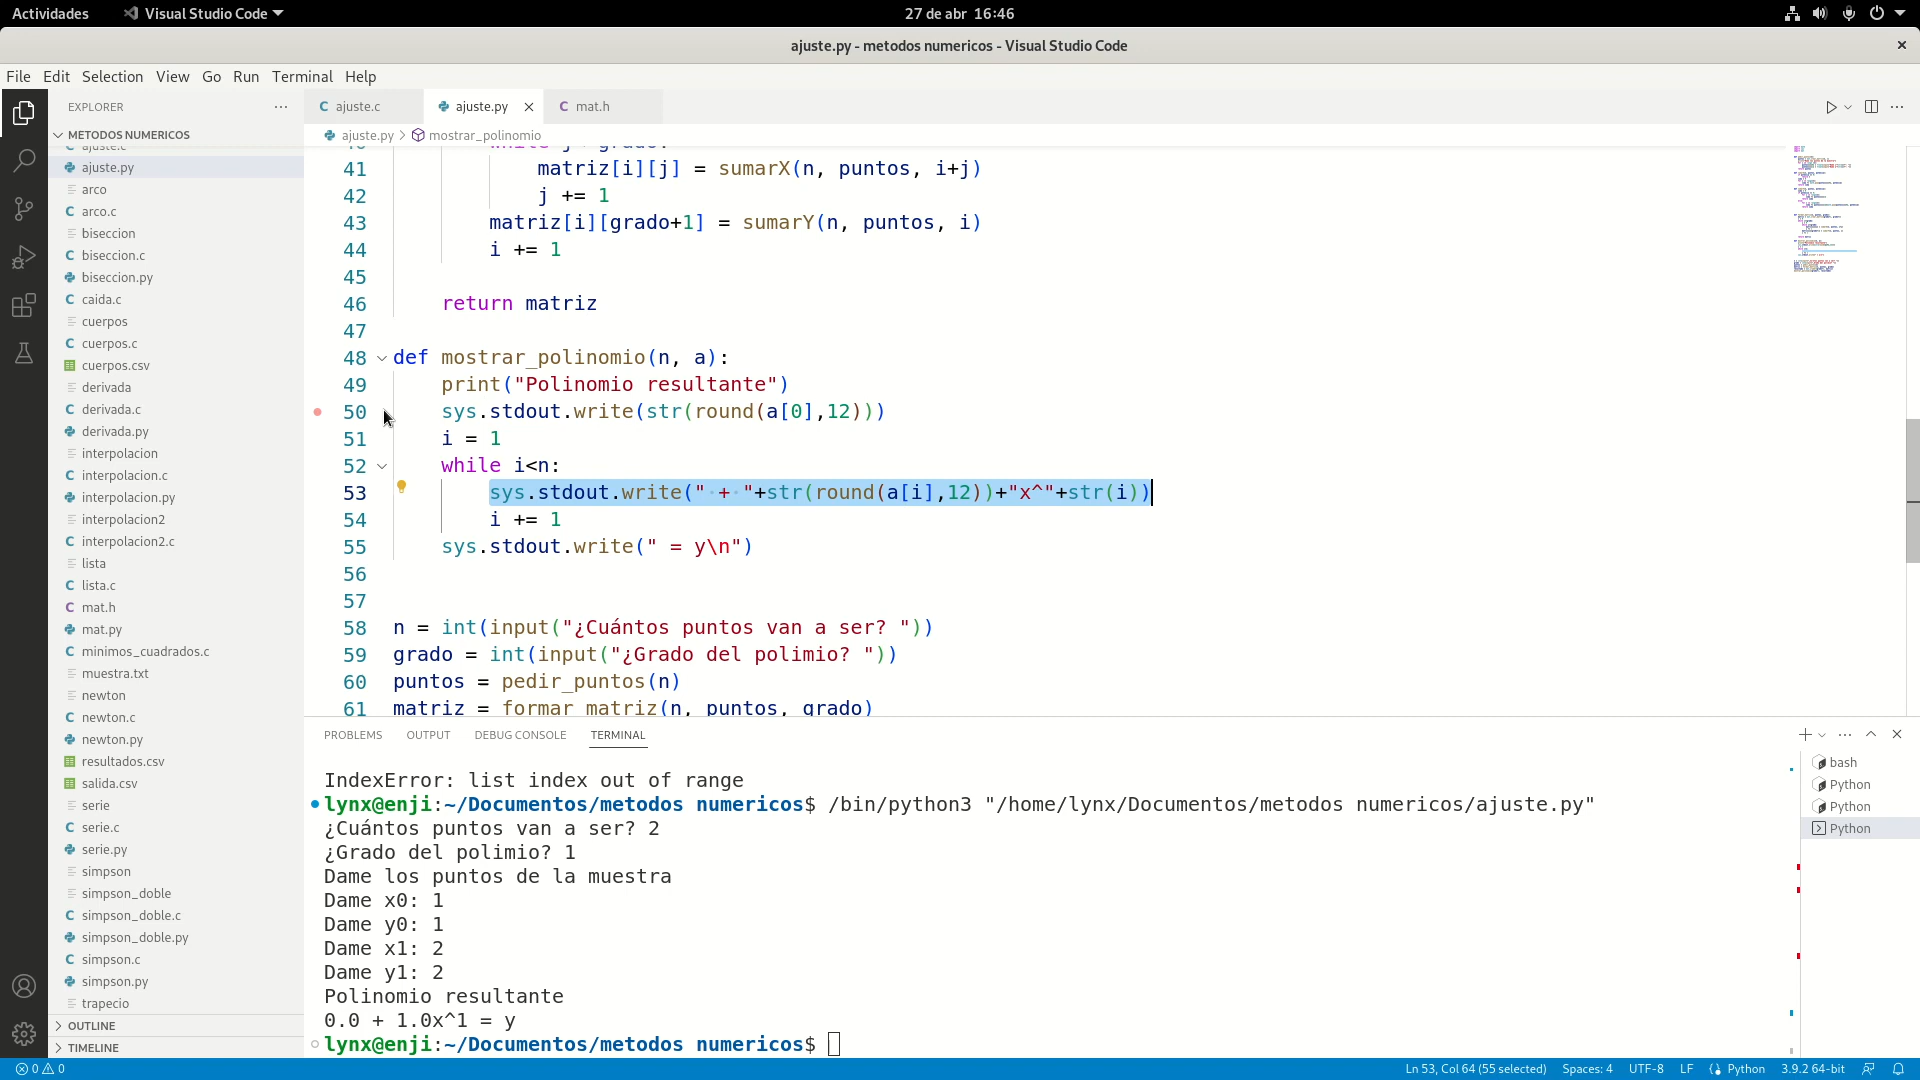 Actividades
Visual Studio Code
27 de abr 16:46
ajuste.py - metodos numericos - Visual Studio Code
File Edit Selection View Go Run Terminal Help
EXPLORER
METODOS NUMERICOS
ajuste.c
ajuste.py
arco
arco.c
biseccion
biseccion.c
biseccion.py
caida.c
cuerpos
cuerpos.c
cuerpos.csv
derivada
derivada.c
derivada.py
interpolacion
interpolacion.c
interpolacion.py
interpolacion2
interpolacion2.c
lista
lista.c
mat.h
mat.py
minimos_cuadrados.c
muestra.txt
newton
newton.c
newton.py
resultados.csv
salida.csv
serie
serie.c
serie.py
simpson
simpson_doble
simpson_doble.c
simpson_doble.py
simpson.c
simpson.py
trapecio
OUTLINE
TIMELINE
ajuste.c ajuste.py mat.h
ajuste.py > mostrar_polinomio
41 matriz[i][j] = sumarX(n, puntos, i+j)
42 j += 1
43 matriz[i][grado+1] = sumarY(n, puntos, i)
44 i += 1
45
46 return matriz
47
48 def mostrar_polinomio(n, a):
49 print("Polinomio resultante")
50 sys.stdout.write(str(round(a[0],12)))
51 i = 1
52 while i<n:
53 sys.stdout.write(" + "+str(round(a[i],12))+"x^"+str(i))
54 i += 1
55 sys.stdout.write(" = y\n")
56
57
58 n = int(input("¿Cuántos puntos van a ser? "))
59 grado = int(input("¿Grado del polimio? "))
60 puntos = pedir_puntos(n)
61 matriz = formar_matriz(n, puntos, grado)
PROBLEMS OUTPUT DEBUG CONSOLE TERMINAL
IndexError: list index out of range
lynx@enji:~/Documentos/metodos numericos$ /bin/python3 "/home/lynx/Documentos/metodos numericos/ajuste.py"
¿Cuántos puntos van a ser? 2
¿Grado del polimio? 1
Dame los puntos de la muestra
Dame x0: 1
Dame y0: 1
Dame x1: 2
Dame y1: 2
Polinomio resultante
0.0 + 1.0x^1 = y
lynx@enji:~/Documentos/metodos numericos$
bash
Python
Python
Python
0 0
Ln 53, Col 64 (55 selected) Spaces: 4 UTF-8 LF Python 3.9.2 64-bit